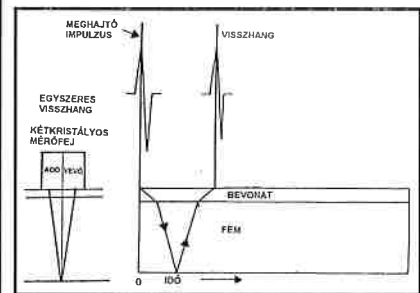 MEGHAJTÓ
IMPULZUS
VISSZHANG
EGYSZERES
VISSZHANG
KÉTKRISTÁLYOS
MÉRŐFEJ
ADÓ VEVŐ
BEVONAT
FÉM
0
IDŐ